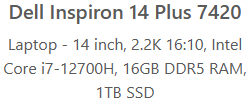 Dell Inspiron 14 Plus 7420
Laptop - 14 inch, 2.2K 16:10, Intel
Core i7-12700H, 16GB DDR5 RAM,
1TB SSD